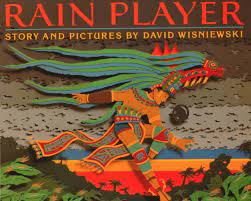 RAIN PLAYER
STORY AND PICTURES BY DAVID WISNIEWSKI